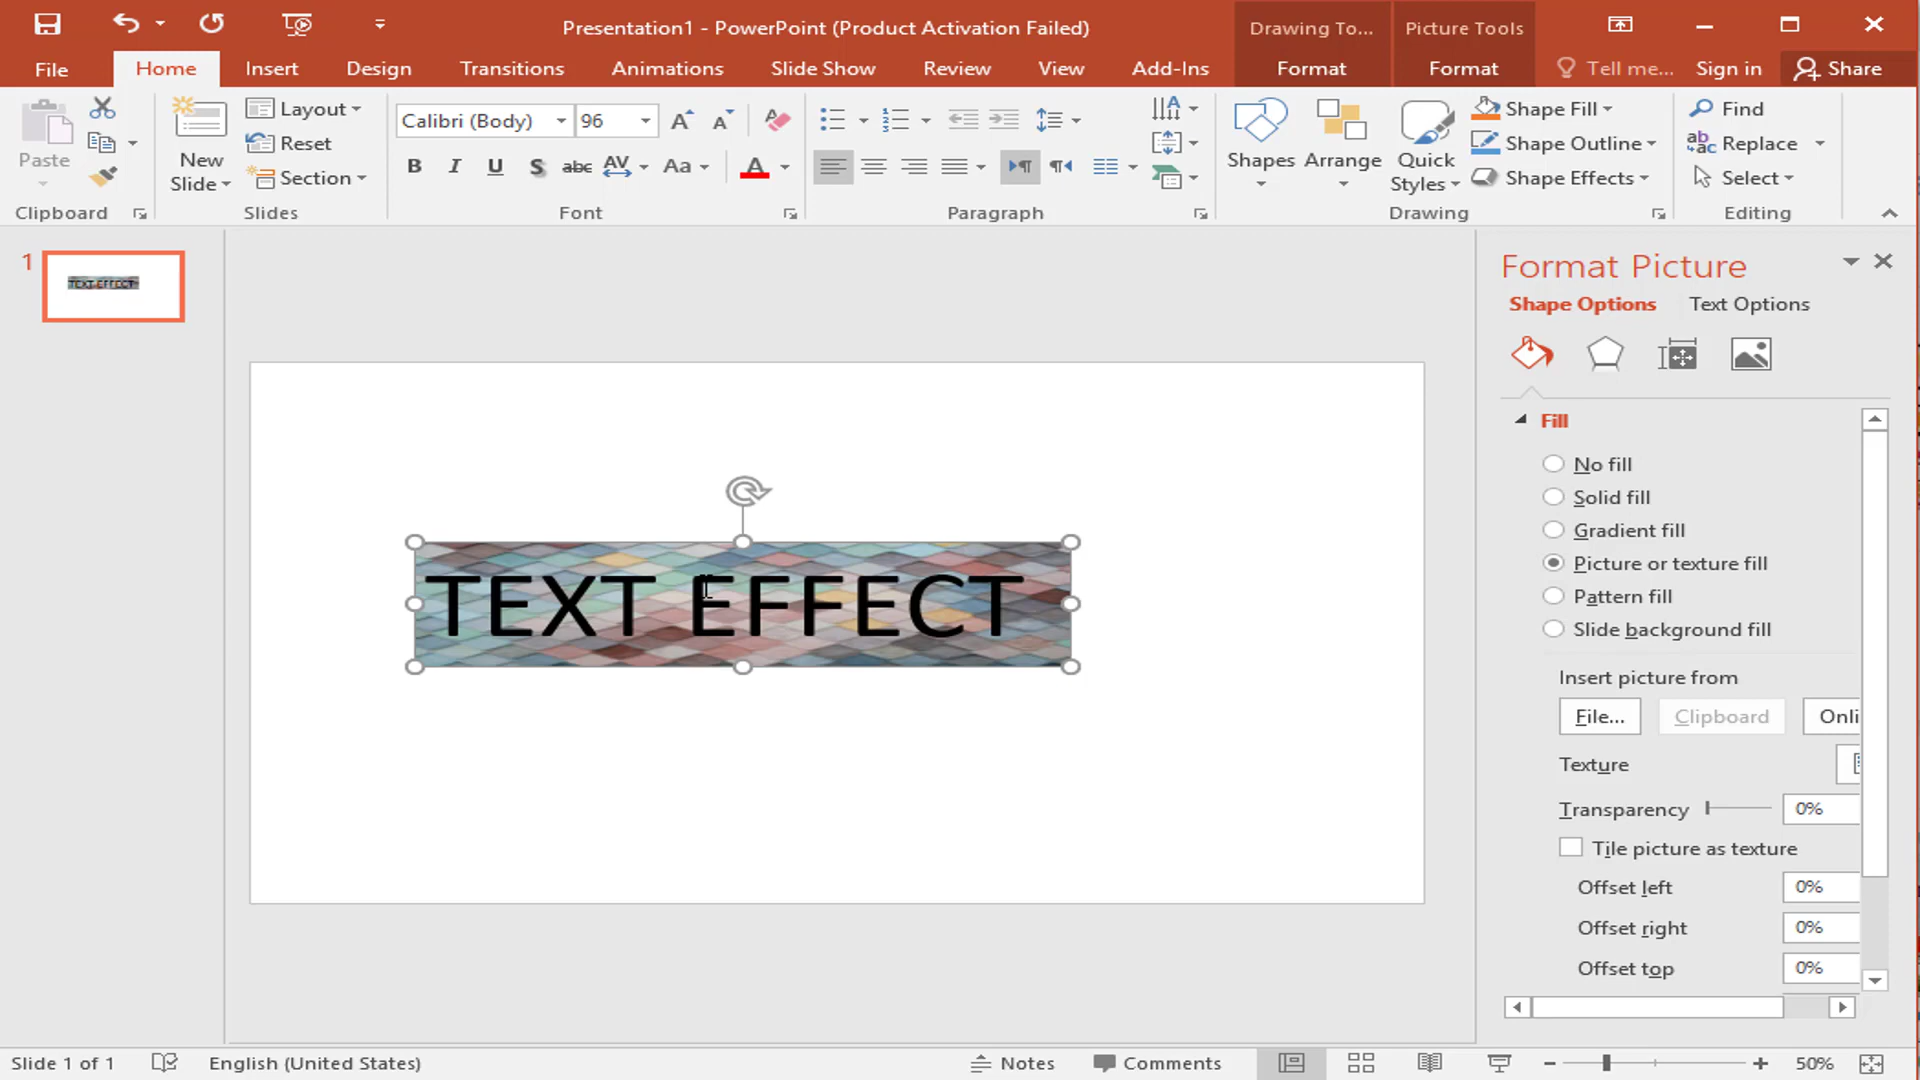 Presentation1 - PowerPoint (Product Activation Failed)
Drawing To...
Picture Tools
File
Home
Insert
Design
Transitions
Animations
Slide Show
Review
View
Add-Ins
Format
Format
Tell me...
Sign in
Share
Paste
Clipboard
New Slide
Layout
Reset
Section
Slides
Calibri (Body)
96
B I U S abc AV Aa A
Font
Paragraph
Shapes
Arrange
Quick Styles
Shape Fill
Shape Outline
Shape Effects
Drawing
Find
Replace
Select
Editing
1
TEXT EFFECT
TEXT EFFECT
Format Picture
Shape Options
Text Options
Fill
No fill
Solid fill
Gradient fill
Picture or texture fill
Pattern fill
Slide background fill
Insert picture from
File...
Clipboard
Onli
Texture
Transparency
0%
Tile picture as texture
Offset left
0%
Offset right
0%
Offset top
0%
Slide 1 of 1
English (United States)
Notes
Comments
50%